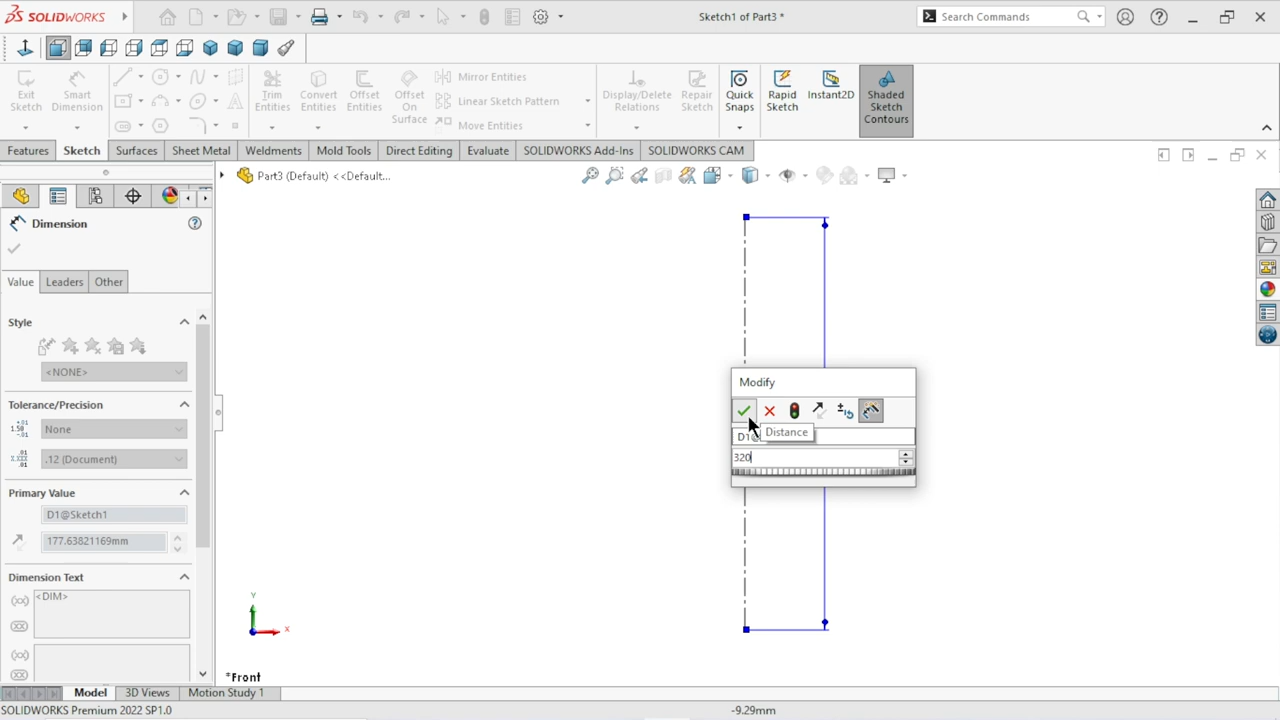 SOLIDWORKS
Sketch1 of Part3 *
Search Commands
Exit Sketch
Smart Dimension
Trim Entities
Convert Entities
Offset Entities
Offset On Surface
Mirror Entities
Linear Sketch Pattern
Move Entities
Display/Delete Relations
Repair Sketch
Quick Snaps
Rapid Sketch
Instant2D
Shaded Sketch Contours
Features
Sketch
Surfaces
Sheet Metal
Weldments
Mold Tools
Direct Editing
Evaluate
SOLIDWORKS Add-Ins
SOLIDWORKS CAM
Part3 (Default) <<Default...
Dimension
Value
Leaders
Other
Style
<NONE>
Tolerance/Precision
None
.12 (Document)
Primary Value
D1@Sketch1
177.63821169mm
Dimension Text
<DIM>
Modify
Distance
D1@
320
Y
X
*Front
Model
3D Views
Motion Study 1
SOLIDWORKS Premium 2022 SP1.0
-9.29mm